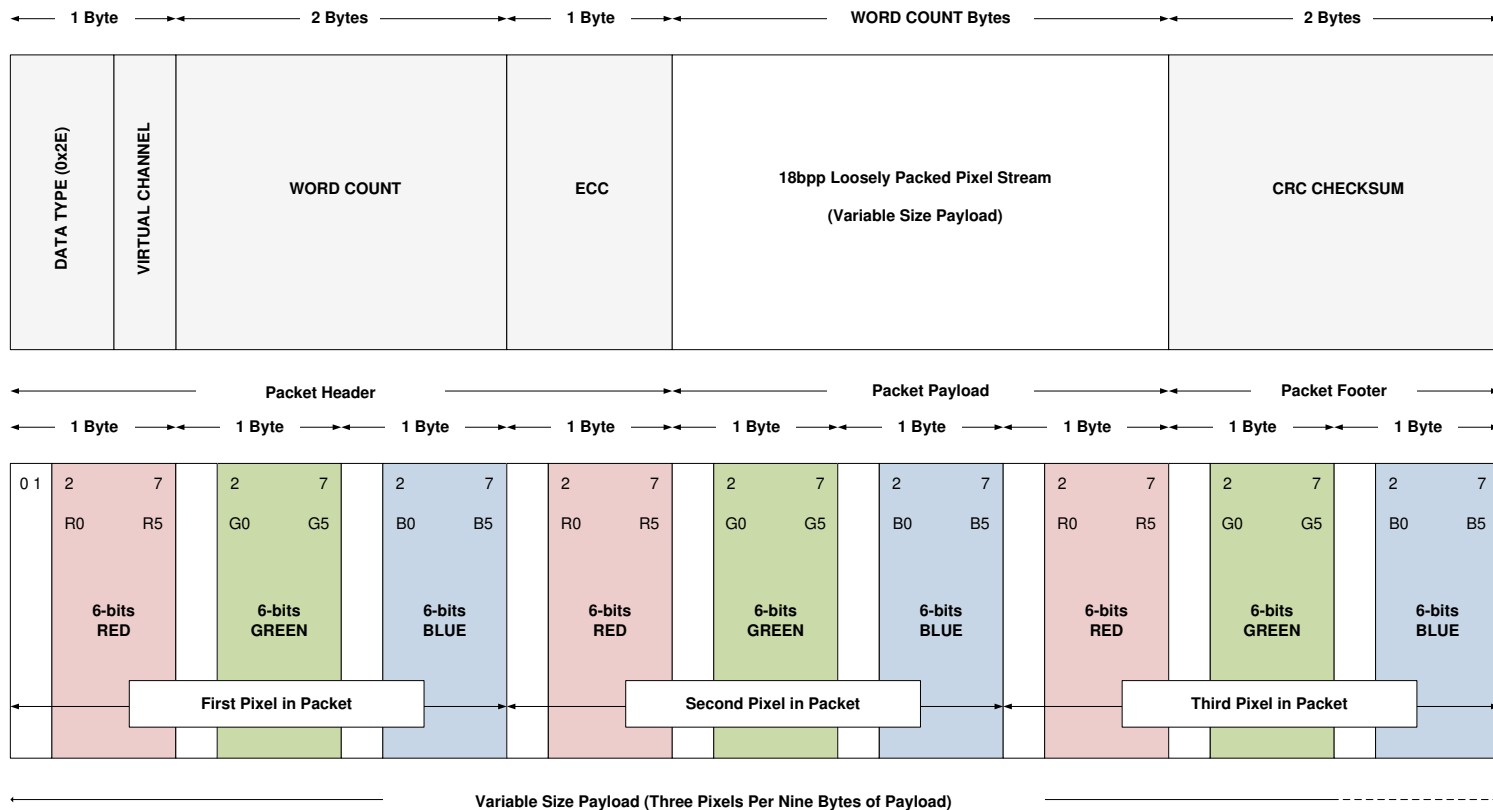 1 Byte 2 Bytes 1 Byte WORD COUNT Bytes 2 Bytes
DATA TYPE (0x2E)
VIRTUAL CHANNEL
WORD COUNT
ECC
18bpp Loosely Packed Pixel Stream
(Variable Size Payload)
CRC CHECKSUM
Packet Header Packet Payload Packet Footer
1 Byte 1 Byte 1 Byte 1 Byte 1 Byte 1 Byte 1 Byte 1 Byte 1 Byte
0 1 2 7 2 7 2 7 2 7 2 7 2 7 2 7 2 7 2 7
R0 R5 G0 G5 B0 B5 R0 R5 G0 G5 B0 B5 R0 R5 G0 G5 B0 B5
6-bits 6-bits 6-bits 6-bits 6-bits 6-bits 6-bits 6-bits 6-bits
RED GREEN BLUE RED GREEN BLUE RED GREEN BLUE
First Pixel in Packet Second Pixel in Packet Third Pixel in Packet
Variable Size Payload (Three Pixels Per Nine Bytes of Payload)